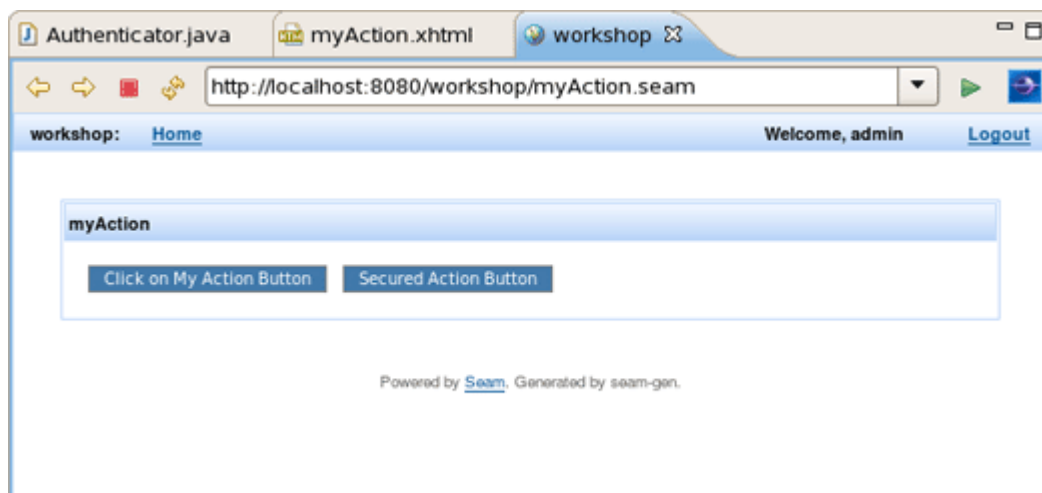 Authenticator.java myAction.xhtml workshop
http://localhost:8080/workshop/myAction.seam
workshop: Home Welcome, admin Logout
myAction
Click on My Action Button Secured Action Button
Powered by Seam. Generated by seam-gen.